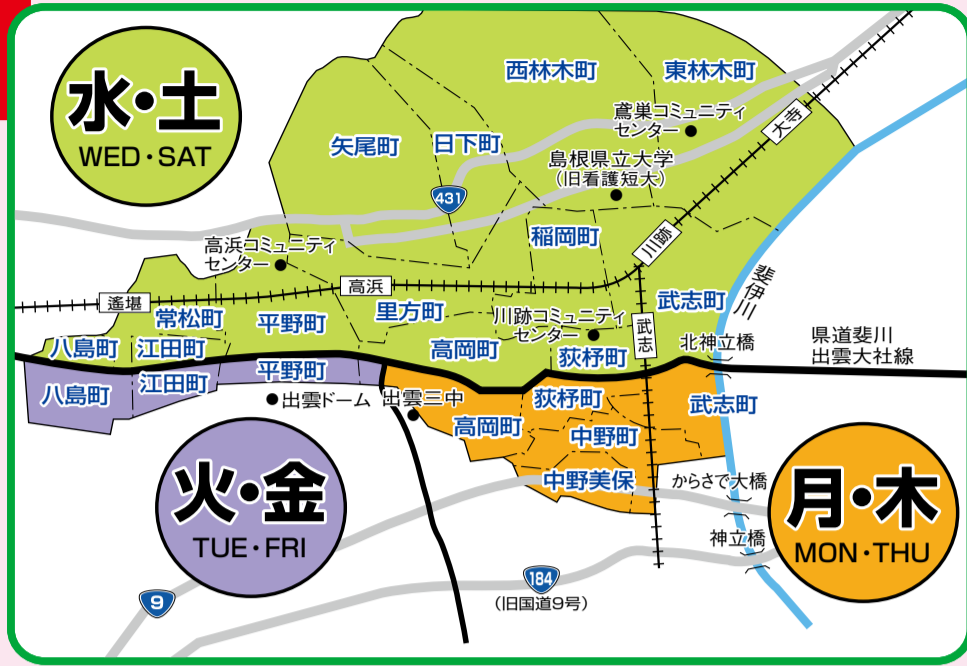 水・土
WED・SAT
西林木町
東林木町
鳶巣コミュニティ
センター
大寺
矢尾町
日下町
島根県立大学
(旧看護短大)
431
稲岡町
川跡
高浜コミュニティ
センター
斐伊川
遙堪
高浜
武志町
常松町
平野町
里方町
川跡コミュニティ
センター
武志
北神立橋
県道斐川
出雲大社線
八島町
江田町
高岡町
荻杼町
八島町
江田町
平野町
出雲ドーム
出雲三中
荻杼町
武志町
高岡町
中野町
火・金
TUE・FRI
中野美保
からさで大橋
月・木
MON・THU
神立橋
9
184
(旧国道9号)